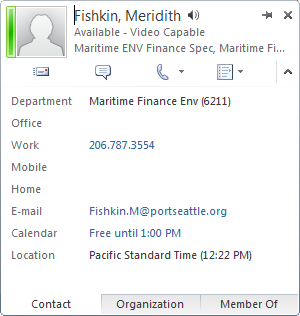 Fishkin, Meridith
Available - Video Capable
Maritime ENV Finance Spec, Maritime Fi...
Department Maritime Finance Env (6211)
Office
Work 206.787.3554
Mobile
Home
E-mail Fishkin.M@portseattle.org
Calendar Free until 1:00 PM
Location Pacific Standard Time (12:22 PM)
Contact Organization Member Of